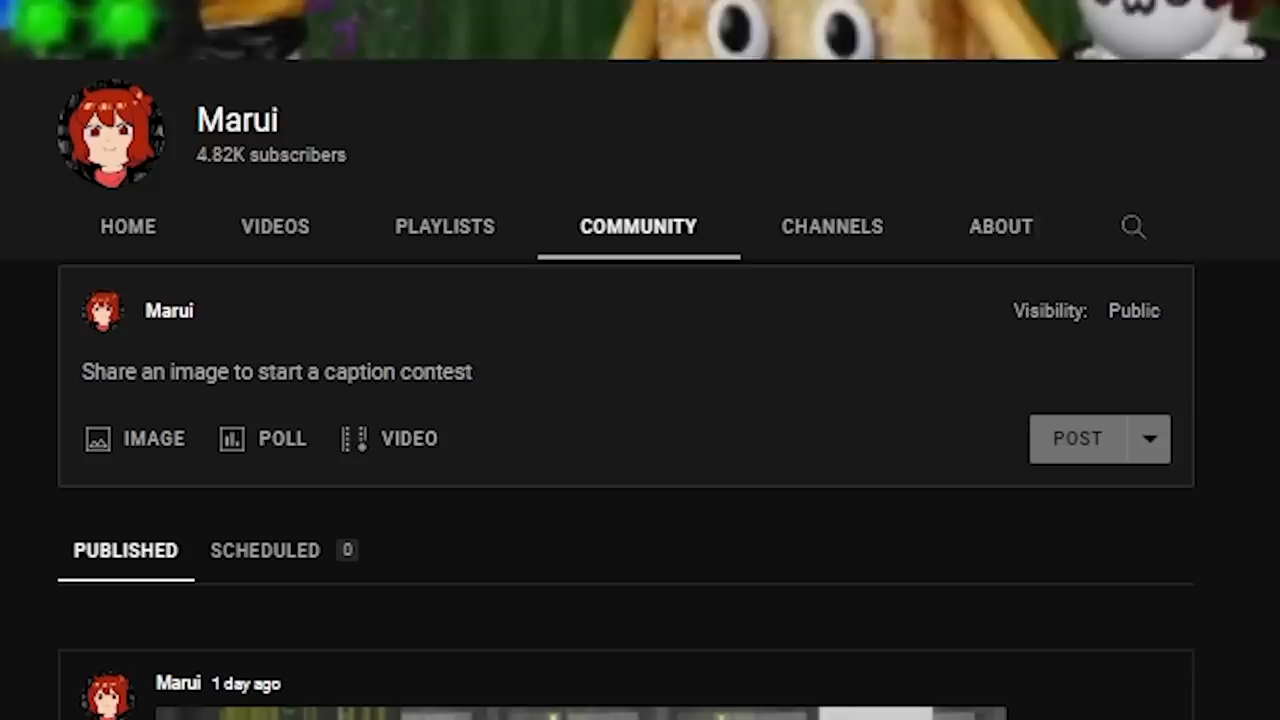 Marui
4.82K subscribers
HOME VIDEOS PLAYLISTS COMMUNITY CHANNELS ABOUT
Marui Visibility: Public
Share an image to start a caption contest
IMAGE POLL VIDEO POST
PUBLISHED SCHEDULED 0
Marui 1 day ago